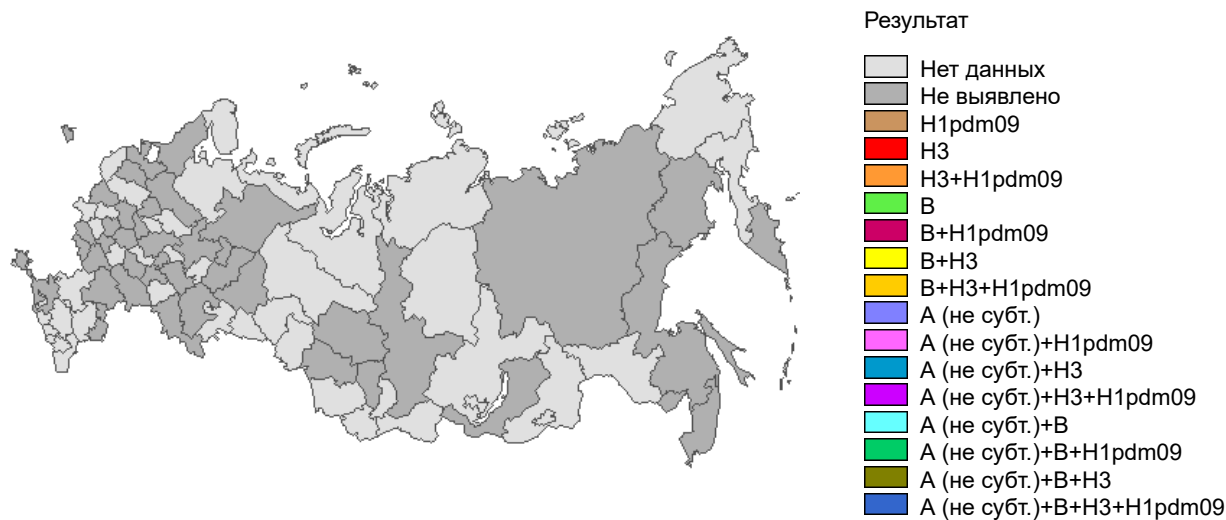 Результат
Нет данных
Не выявлено
H1pdm09
H3
H3+H1pdm09
B
B+H1pdm09
B+H3
B+H3+H1pdm09
A (не субт.)
A (не субт.)+H1pdm09
A (не субт.)+H3
A (не субт.)+H3+H1pdm09
A (не субт.)+B
A (не субт.)+B+H1pdm09
A (не субт.)+B+H3
A (не субт.)+B+H3+H1pdm09